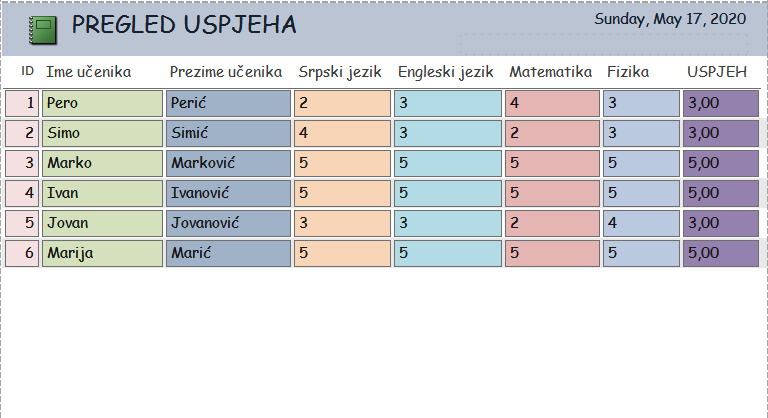 PREGLED USPJEHA Sunday, May 17, 2020
ID Ime učenika Prezime učenika Srpski jezik Engleski jezik Matematika Fizika USPJEH
1 Pero Perić 2 3 4 3 3,00
2 Simo Simić 4 3 2 3 3,00
3 Marko Marković 5 5 5 5 5,00
4 Ivan Ivanović 5 5 5 5 5,00
5 Jovan Jovanović 3 3 2 4 3,00
6 Marija Marić 5 5 5 5 5,00